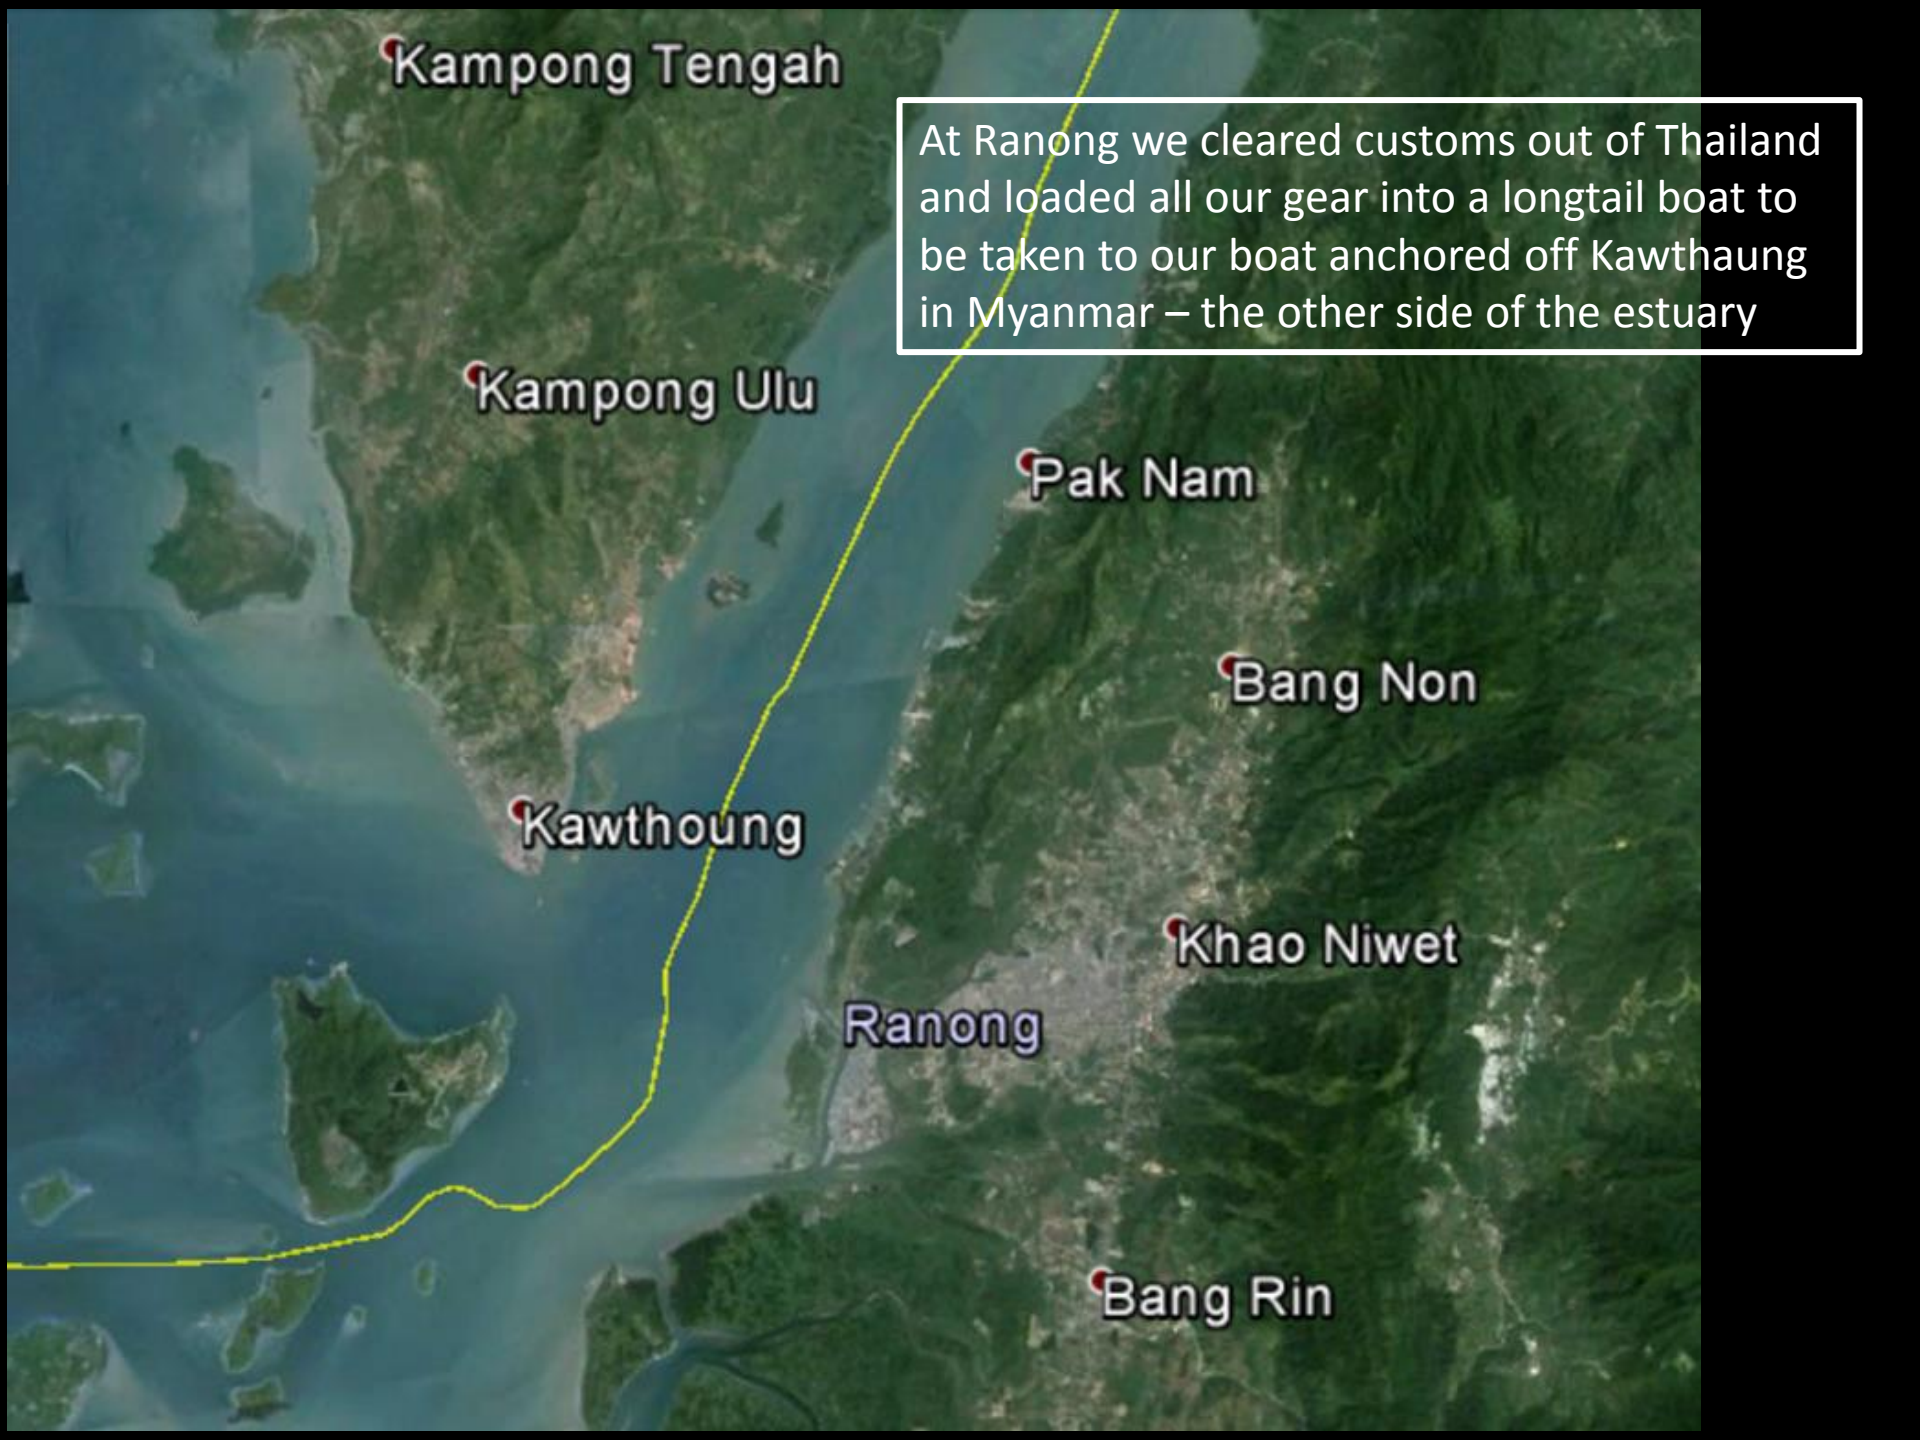 Kampong Tengah
At Ranong we cleared customs out of Thailand
and loaded all our gear into a longtail boat to
be taken to our boat anchored off Kawthaung
in Myanmar – the other side of the estuary
Kampong Ulu
Pak Nam
Bang Non
Kawthoung
Khao Niwet
Ranong
Bang Rin